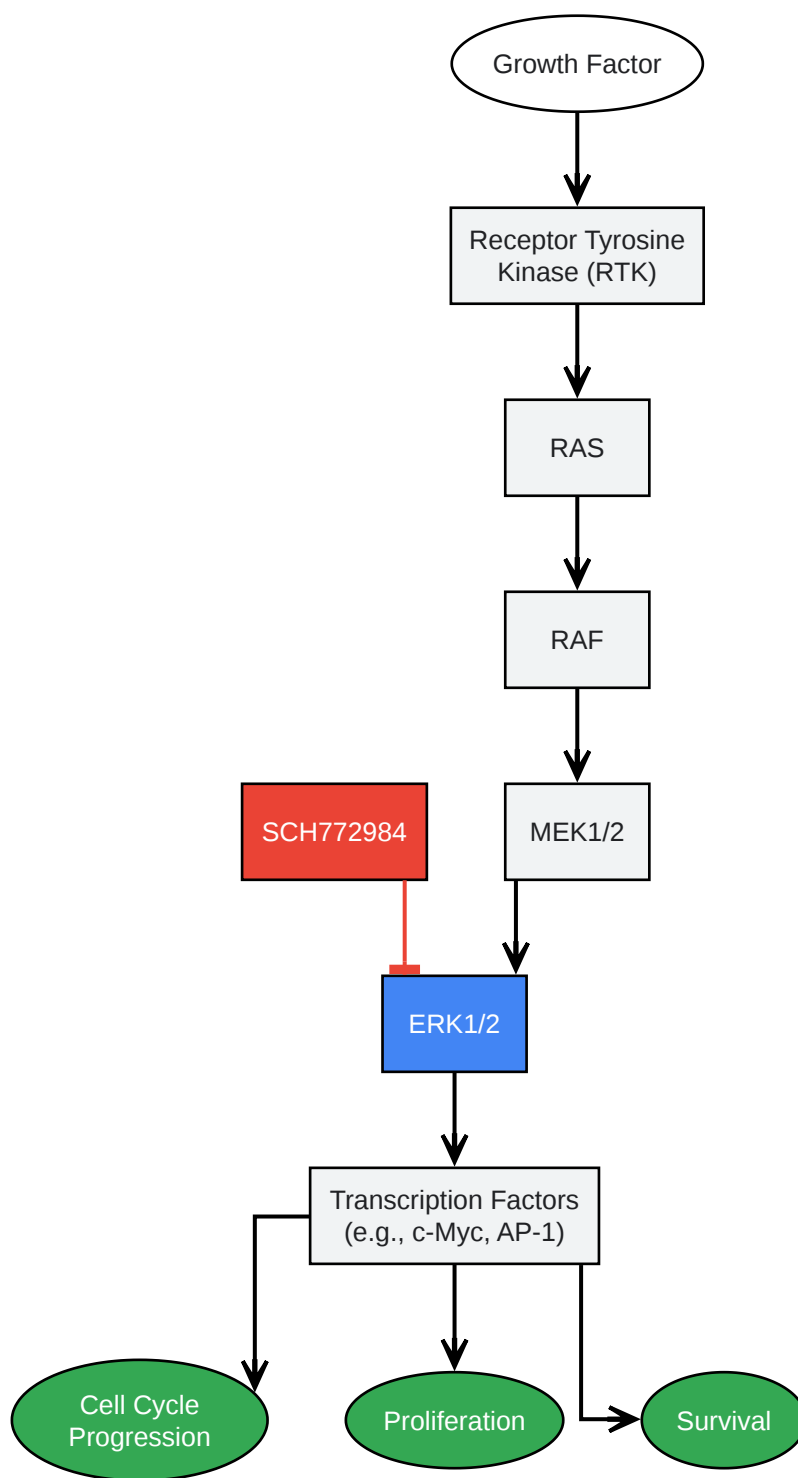 Growth Factor
Receptor Tyrosine
Kinase (RTK)
RAS
RAF
SCH772984
MEK1/2
ERK1/2
Transcription Factors
(e.g., c-Myc, AP-1)
Cell Cycle
Progression
Proliferation
Survival